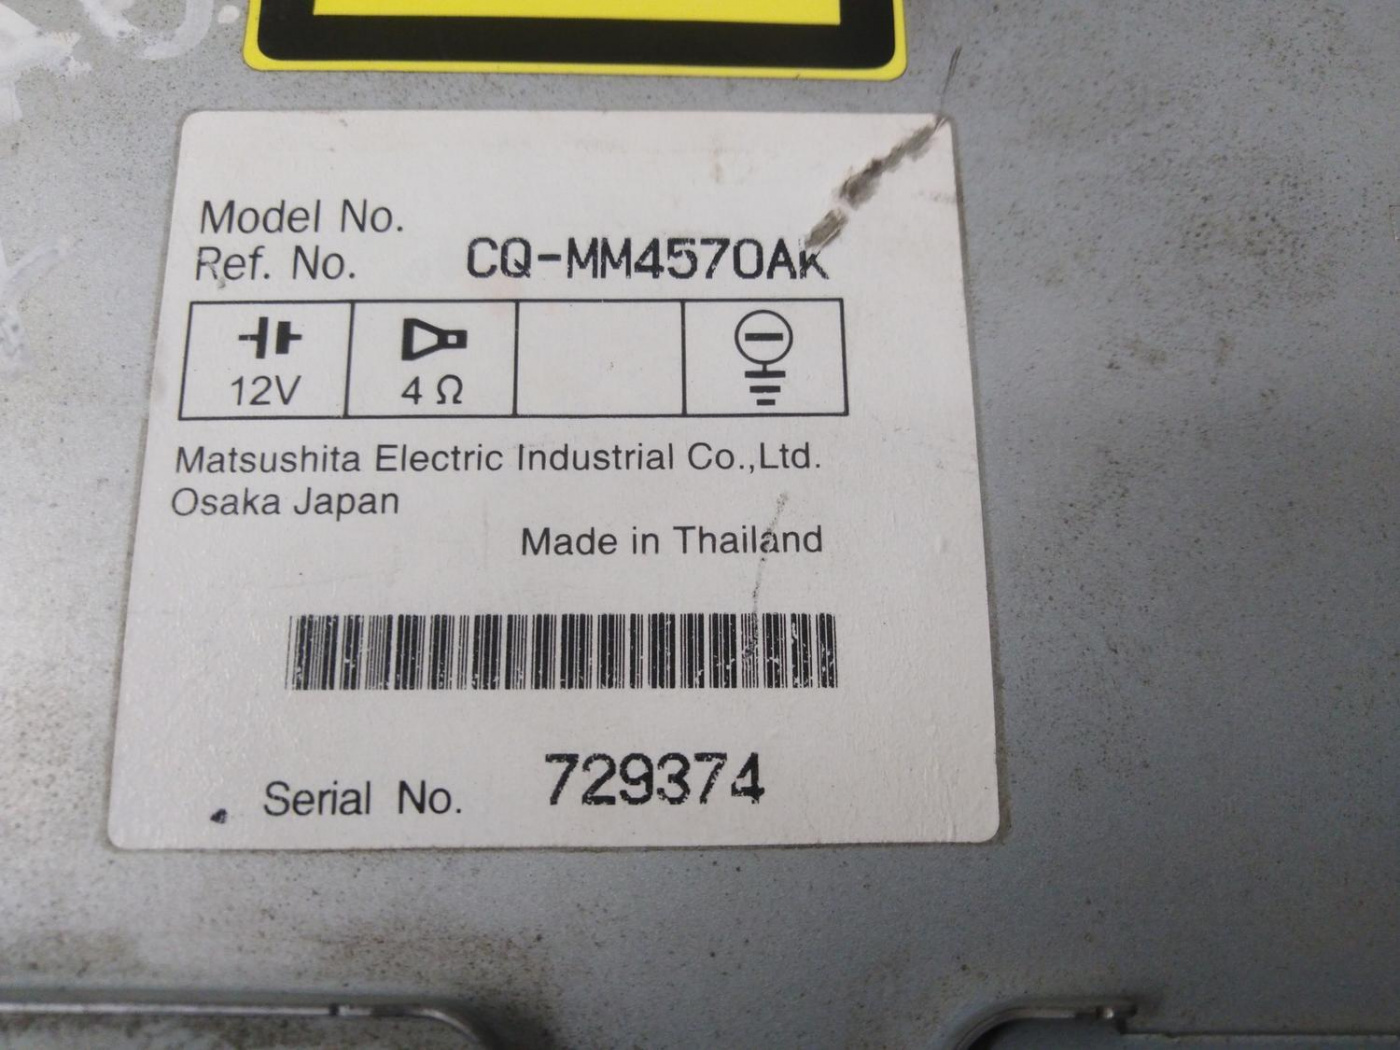 Model No.
Ref. No. CQ-MM4570AK
12V 4 Ω
Matsushita Electric Industrial Co.,Ltd.
Osaka Japan
Made in Thailand
Serial No. 729374